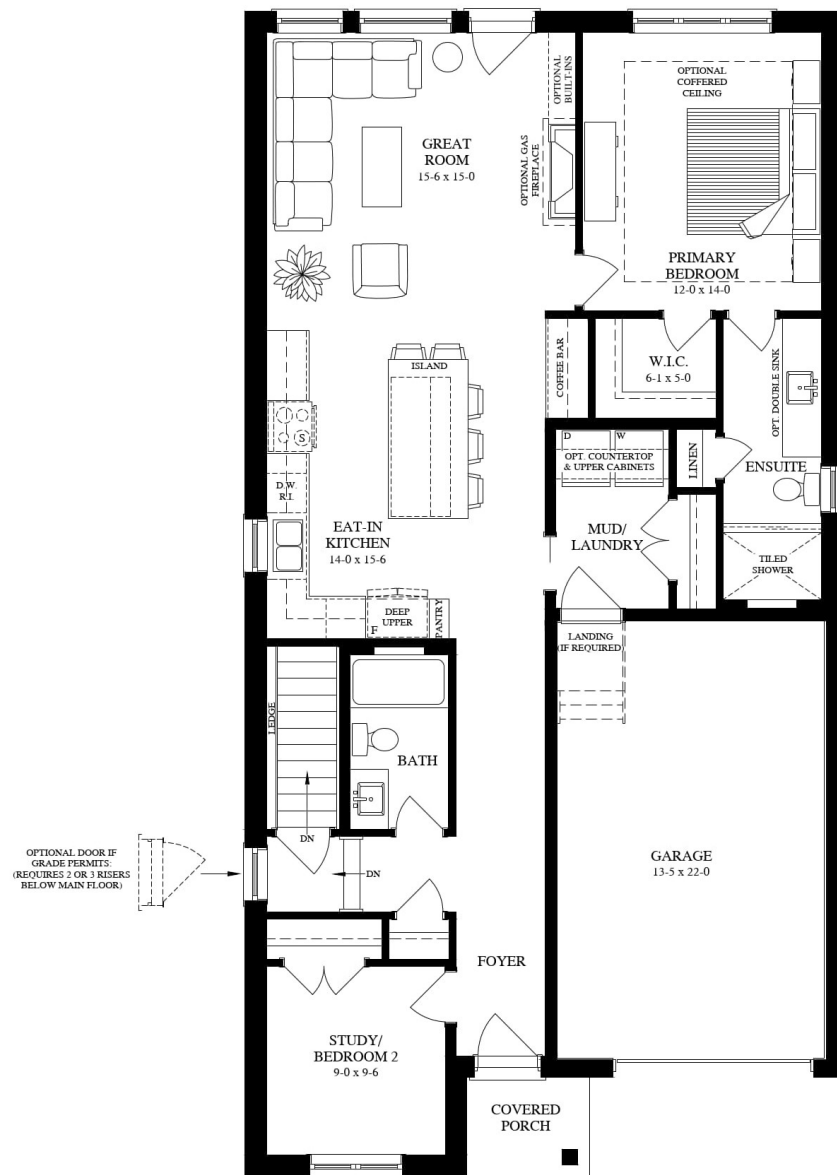 OPTIONAL
BUILT-INS
OPTIONAL
COFFERED
CEILING
GREAT
ROOM
15-6 x 15-0
OPTIONAL GAS
FIREPLACE
PRIMARY
BEDROOM
12-0 x 14-0
ISLAND
COFFEE BAR
W.I.C.
6-1 x 5-0
OPT. DOUBLE SINK
S
D
W
OPT. COUNTERTOP
& UPPER CABINETS
LINEN
ENSUITE
D.W.
R.I.
EAT-IN
KITCHEN
14-0 x 15-6
MUD/
LAUNDRY
TILED
SHOWER
DEEP
UPPER
F
PANTRY
LANDING
(IF REQUIRED)
LEDGE
BATH
DN
OPTIONAL DOOR IF
GRADE PERMITS:
(REQUIRES 2 OR 3 RISERS
BELOW MAIN FLOOR)
DN
GARAGE
13-5 x 22-0
FOYER
STUDY/
BEDROOM 2
9-0 x 9-6
COVERED
PORCH